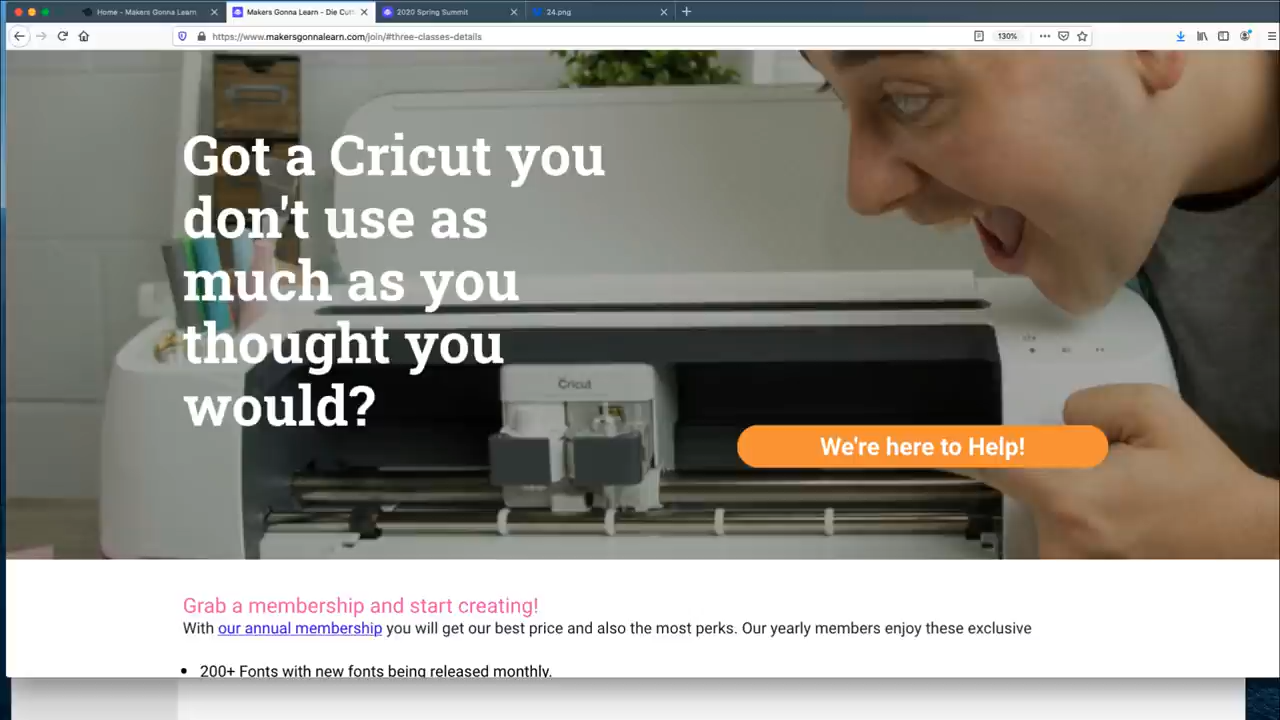 Home - Makers Gonna Learn
Makers Gonna Learn - Die Cut
2020 Spring Summit
24.png
https://www.makersgonnalearn.com/join/#three-classes-details
130%
Got a Cricut you
don't use as
much as you
thought you
would?
Cricut
We're here to Help!
Grab a membership and start creating!
With our annual membership you will get our best price and also the most perks. Our yearly members enjoy these exclusive
200+ Fonts with new fonts being released monthly.